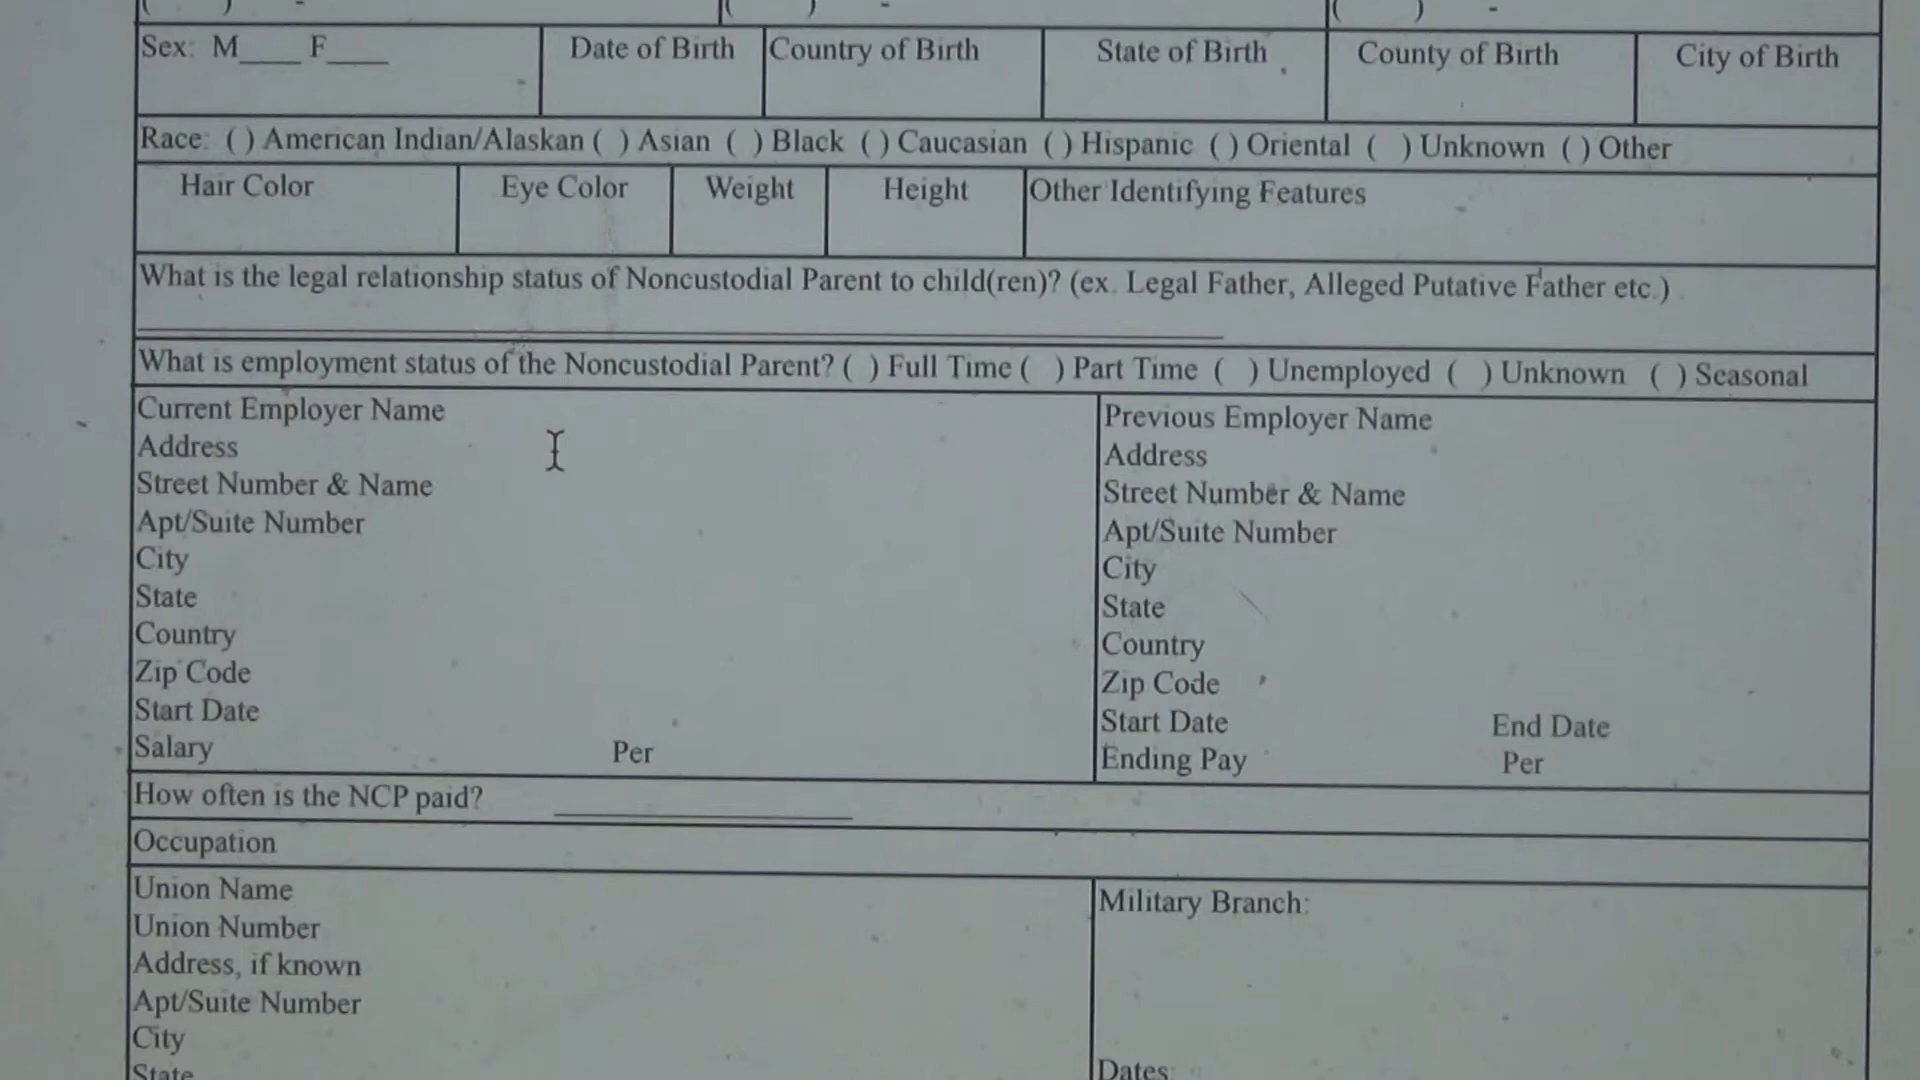 ( ) - ( ) - ( ) -
Sex: M____ F____ Date of Birth Country of Birth State of Birth County of Birth City of Birth
Race: ( ) American Indian/Alaskan ( ) Asian ( ) Black ( ) Caucasian ( ) Hispanic ( ) Oriental ( ) Unknown ( ) Other
Hair Color Eye Color Weight Height Other Identifying Features
What is the legal relationship status of Noncustodial Parent to child(ren)? (ex. Legal Father, Alleged Putative Father etc.)
What is employment status of the Noncustodial Parent? ( ) Full Time ( ) Part Time ( ) Unemployed ( ) Unknown ( ) Seasonal
Current Employer Name
Address
Street Number & Name
Apt/Suite Number
City
State
Country
Zip Code
Start Date
Salary Per
Previous Employer Name
Address
Street Number & Name
Apt/Suite Number
City
State
Country
Zip Code
Start Date End Date
Ending Pay Per
How often is the NCP paid? ____________
Occupation
Union Name
Union Number
Address, if known
Apt/Suite Number
City
State
Military Branch:
Dates: